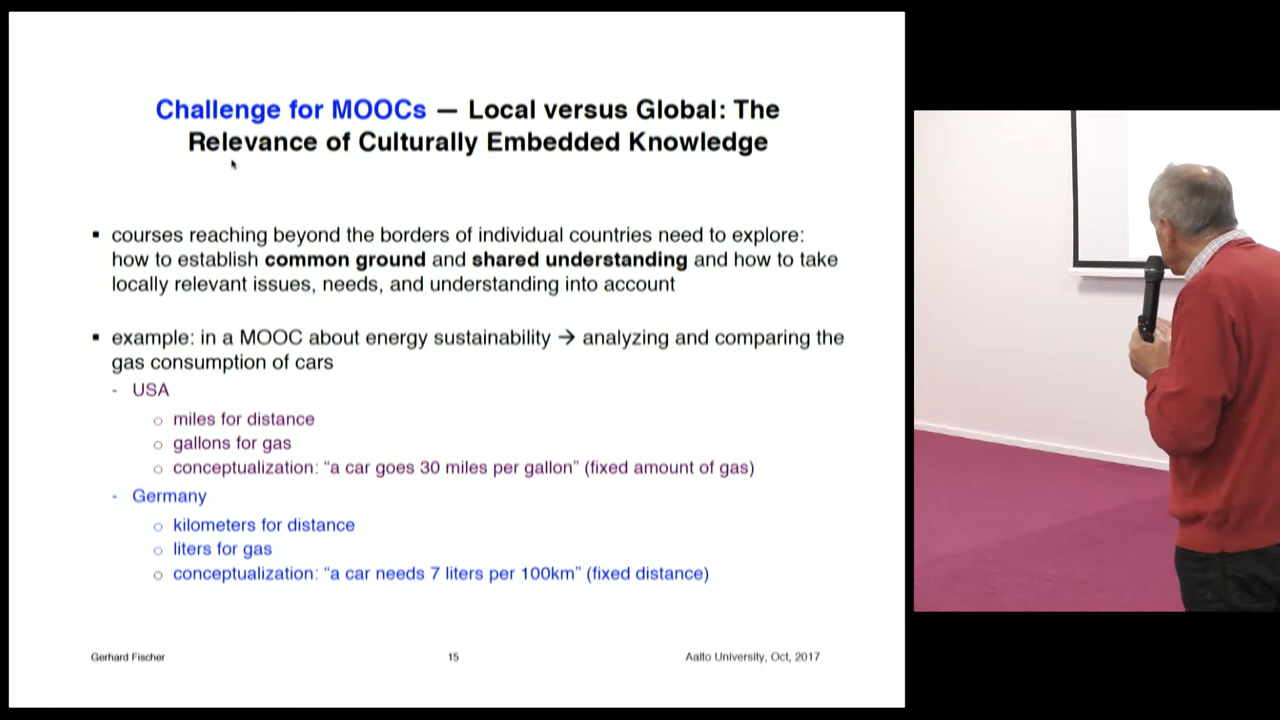 Challenge for MOOCs — Local versus Global: The
Relevance of Culturally Embedded Knowledge
▪ courses reaching beyond the borders of individual countries need to explore:
how to establish common ground and shared understanding and how to take
locally relevant issues, needs, and understanding into account
▪ example: in a MOOC about energy sustainability → analyzing and comparing the
gas consumption of cars
- USA
○ miles for distance
○ gallons for gas
○ conceptualization: “a car goes 30 miles per gallon” (fixed amount of gas)
- Germany
○ kilometers for distance
○ liters for gas
○ conceptualization: “a car needs 7 liters per 100km” (fixed distance)
Gerhard Fischer 15 Aalto University, Oct, 2017